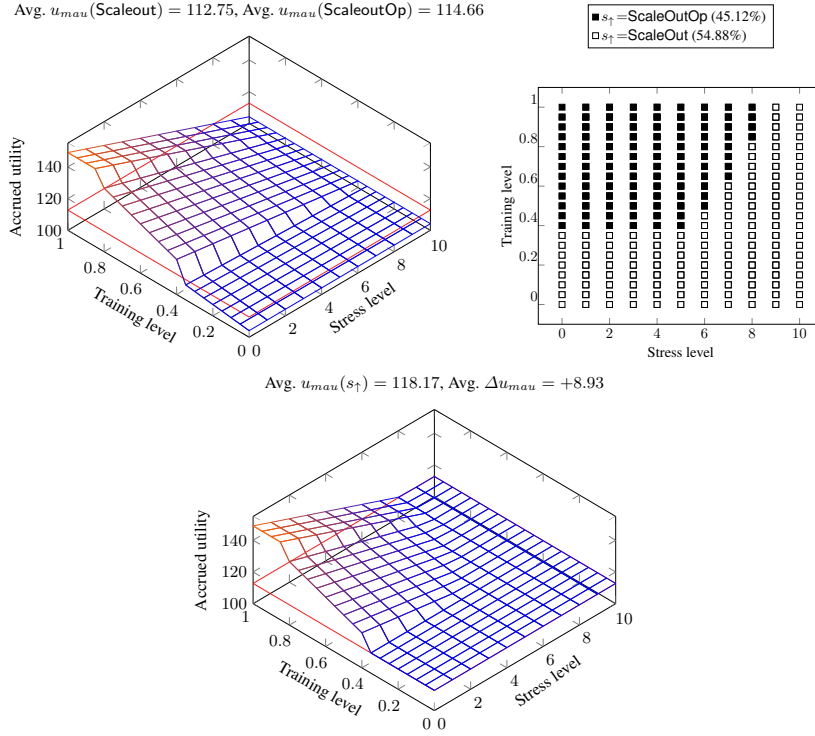 Avg. u_mau(Scaleout) = 112.75, Avg. u_mau(ScaleoutOp) = 114.66
140
120
100
Accrued utility
1
0.8
0.6
0.4
0.2
0
Training level
0
2
4
6
8
10
Stress level
s↑=ScaleOutOp (45.12%)
s↑=ScaleOut (54.88%)
1
0.8
0.6
0.4
0.2
0
Training level
0 2 4 6 8 10
Stress level
Avg. u_mau(s↑) = 118.17, Avg. Δu_mau = +8.93
140
120
100
Accrued utility
1
0.8
0.6
0.4
0.2
0
Training level
0
2
4
6
8
10
Stress level